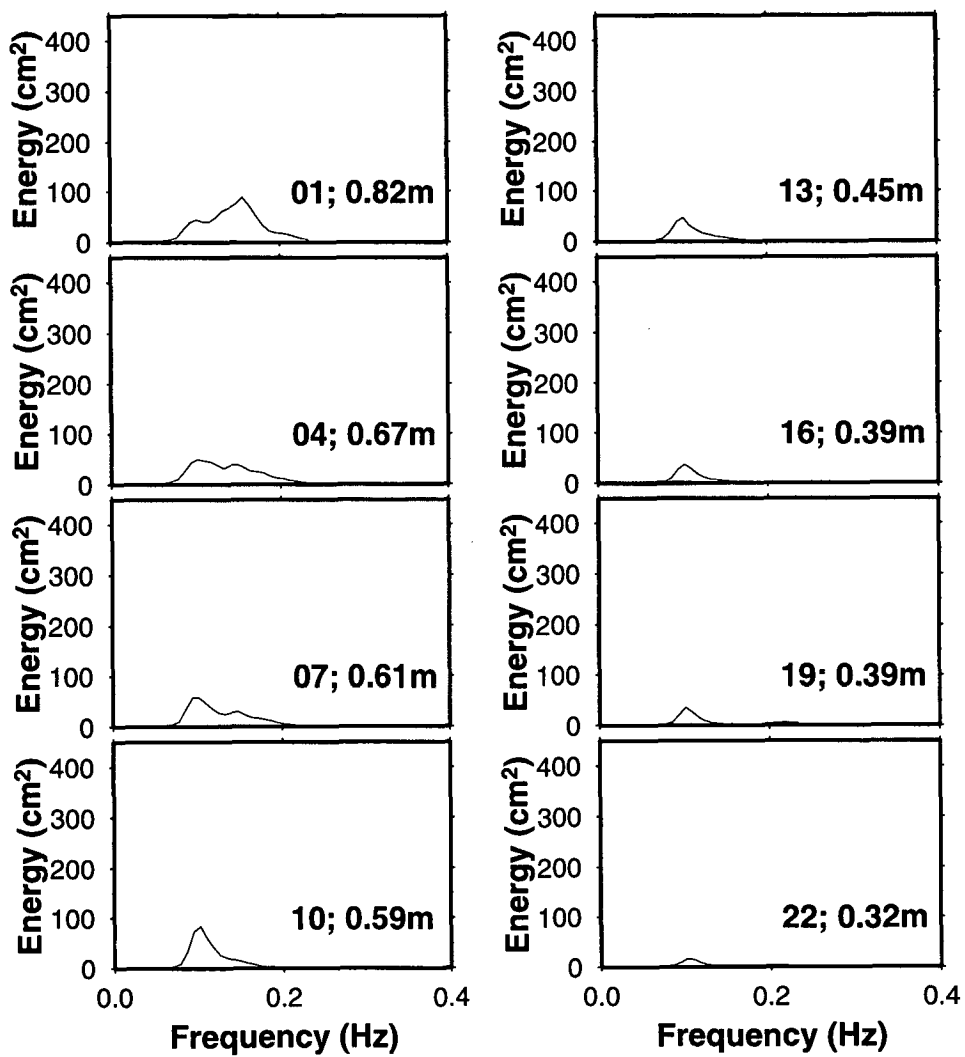 Energy (cm²)
400
300
200
100
0
01; 0.82m
Energy (cm²)
400
300
200
100
0
04; 0.67m
Energy (cm²)
400
300
200
100
0
07; 0.61m
Energy (cm²)
400
300
200
100
0
10; 0.59m
0.0 0.2 0.4
Frequency (Hz)
Energy (cm²)
400
300
200
100
0
13; 0.45m
Energy (cm²)
400
300
200
100
0
16; 0.39m
Energy (cm²)
400
300
200
100
0
19; 0.39m
Energy (cm²)
400
300
200
100
0
22; 0.32m
0.0 0.2 0.4
Frequency (Hz)